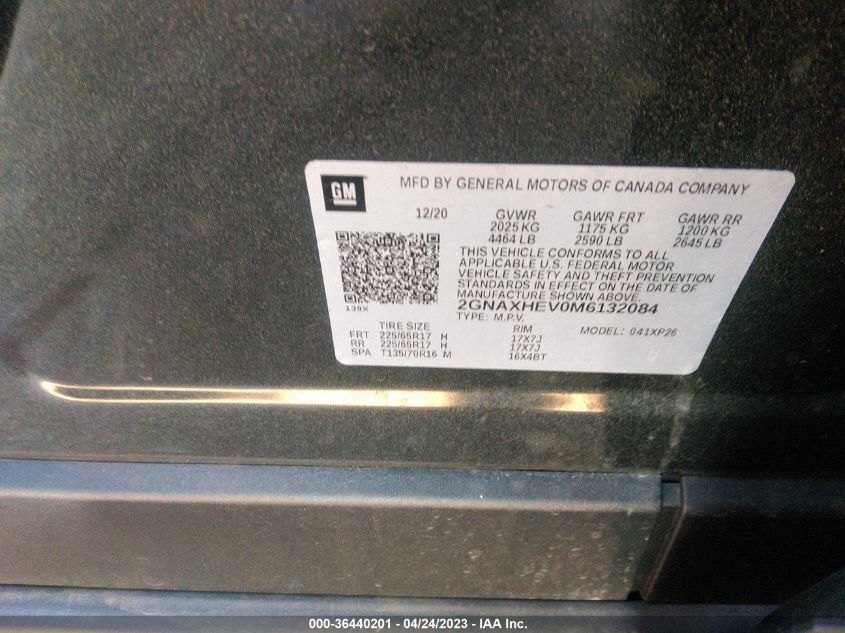 GM
MFD BY GENERAL MOTORS OF CANADA COMPANY
12/20 GVWR GAWR FRT GAWR RR
2025 KG 1175 KG 1200 KG
4464 LB 2590 LB 2645 LB
THIS VEHICLE CONFORMS TO ALL
APPLICABLE U.S. FEDERAL MOTOR
VEHICLE SAFETY AND THEFT PREVENTION
STANDARDS IN EFFECT ON THE DATE OF
MANUFACTURE SHOWN ABOVE.
139X
2GNAXHEV0M6132084
TYPE: M.P.V.
MODEL: 041XP26
TIRE SIZE RIM
FRT 225/65R17 H 17X7J
RR 225/65R17 H 17X7J
SPA T135/70R16 M 16X4BT
000-36440201 - 04/24/2023 - IAA Inc.